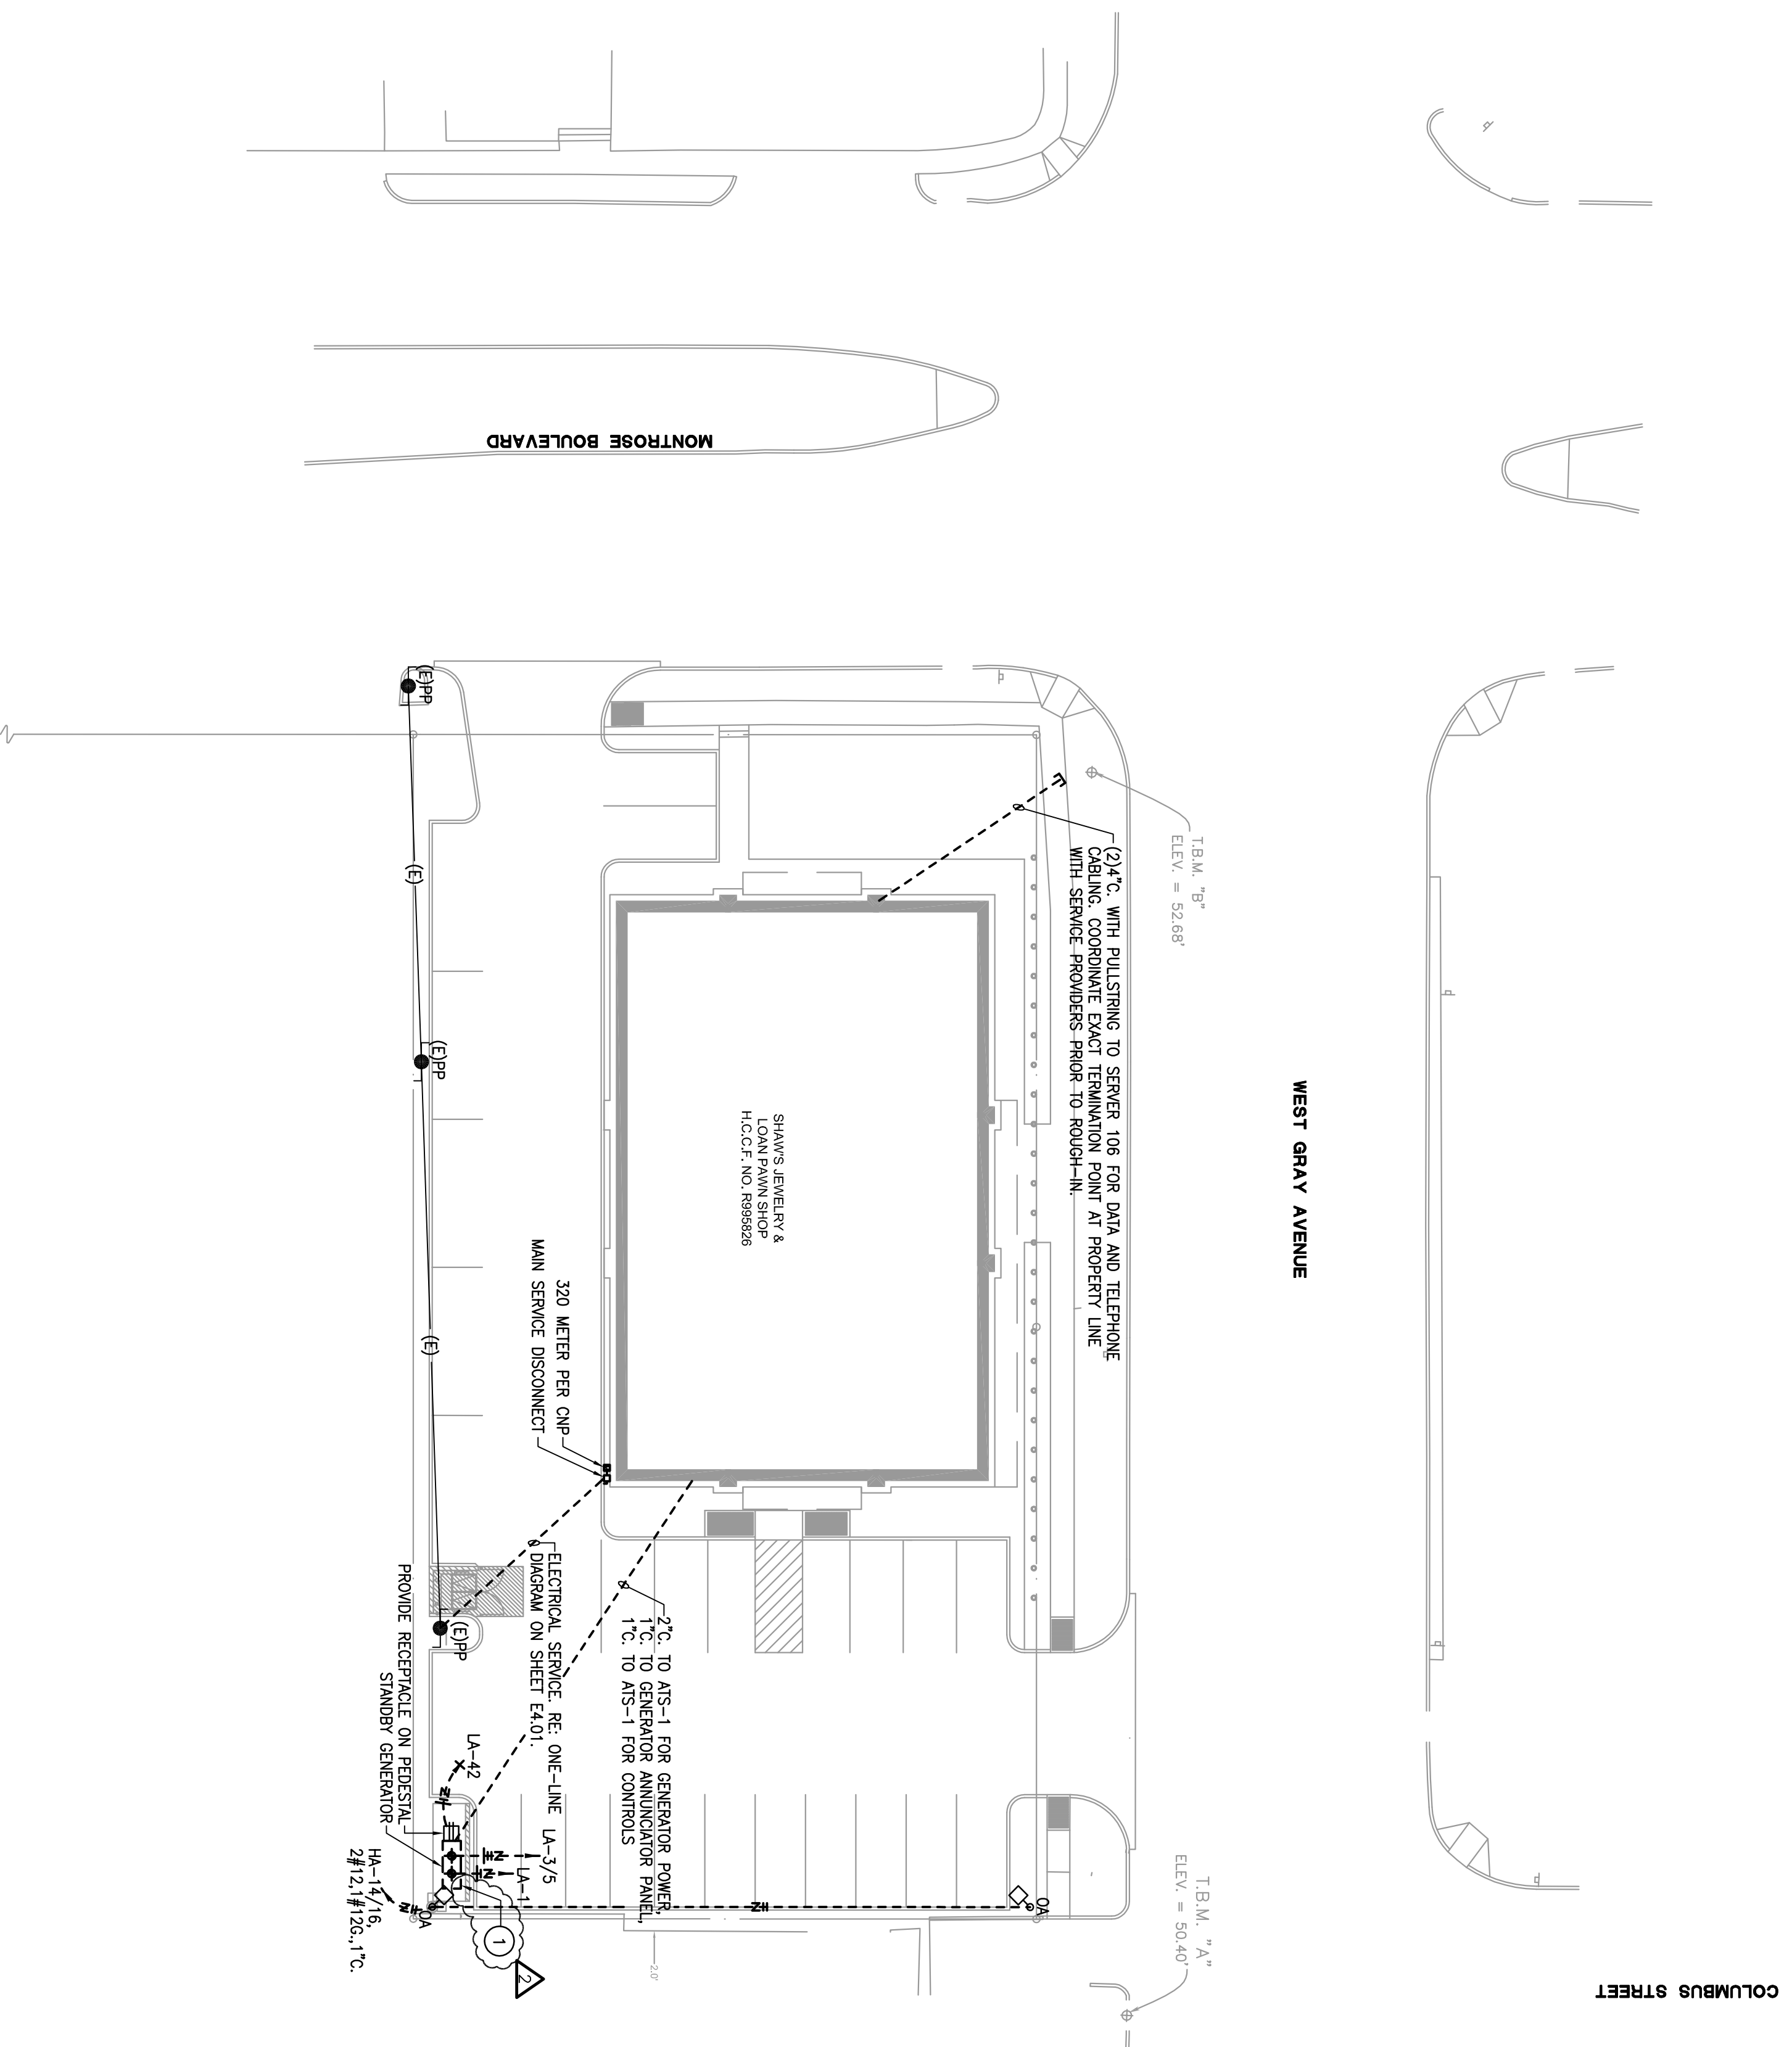 MONTROSE BOULEVARD
WEST GRAY AVENUE
COLUMBUS STREET
T.B.M. "B"
ELEV. = 52.68'
(2)4"C. WITH PULLSTRING TO SERVER 106 FOR DATA AND TELEPHONE
CABLING. COORDINATE EXACT TERMINATION POINT AT PROPERTY LINE
WITH SERVICE PROVIDERS PRIOR TO ROUGH-IN.
T
SHAW'S JEWELRY &
LOAN PAWN SHOP
H.C.C.F. NO. R995826
(E)PP
(E)
(E)PP
(E)
(E)PP
320 METER PER CNP
MAIN SERVICE DISCONNECT
ELECTRICAL SERVICE. RE: ONE-LINE
DIAGRAM ON SHEET E4.01.
2"C. TO ATS-1 FOR GENERATOR POWER,
1"C. TO GENERATOR ANNUNCIATOR PANEL,
1"C. TO ATS-1 FOR CONTROLS
PROVIDE RECEPTACLE ON PEDESTAL
STANDBY GENERATOR
LA-42
LA-3/5
LA-1
HA-14/16,
2#12,1#12G.,1"C.
OA
OA
1
2
2.0'
T.B.M. "A"
ELEV. = 50.40'